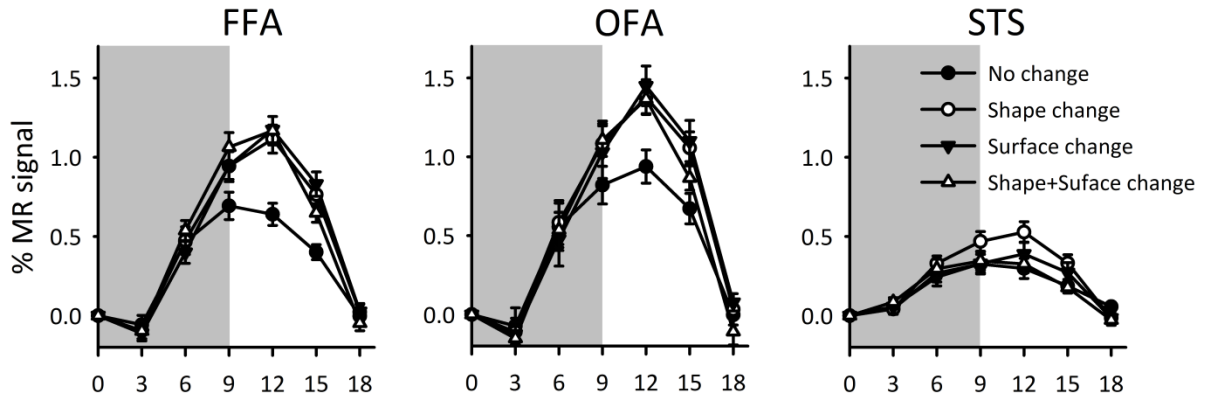 FFA
OFA
STS
% MR signal
1.5
1.0
0.5
0.0
0 3 6 9 12 15 18
1.5
1.0
0.5
0.0
0 3 6 9 12 15 18
1.5
1.0
0.5
0.0
0 3 6 9 12 15 18
No change
Shape change
Surface change
Shape+Suface change